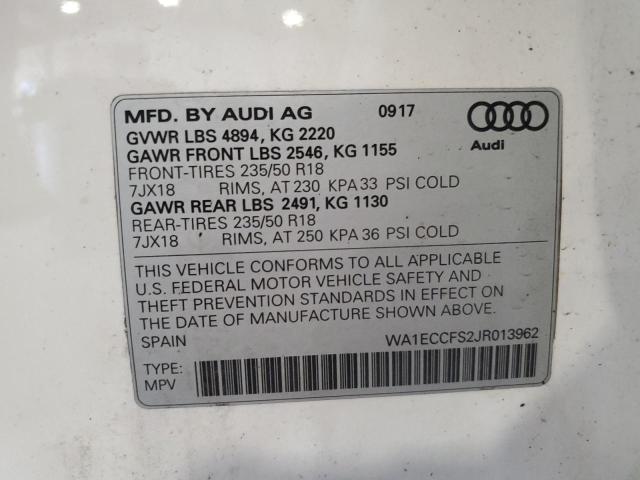 MFD. BY AUDI AG 0917
GVWR LBS 4894, KG 2220
GAWR FRONT LBS 2546, KG 1155
FRONT-TIRES 235/50 R18
7JX18 RIMS, AT 230 KPA 33 PSI COLD
GAWR REAR LBS 2491, KG 1130
REAR-TIRES 235/50 R18
7JX18 RIMS, AT 250 KPA 36 PSI COLD
Audi
THIS VEHICLE CONFORMS TO ALL APPLICABLE
U.S. FEDERAL MOTOR VEHICLE SAFETY AND
THEFT PREVENTION STANDARDS IN EFFECT ON
THE DATE OF MANUFACTURE SHOWN ABOVE.
SPAIN WA1ECCFS2JR013962
TYPE:
MPV